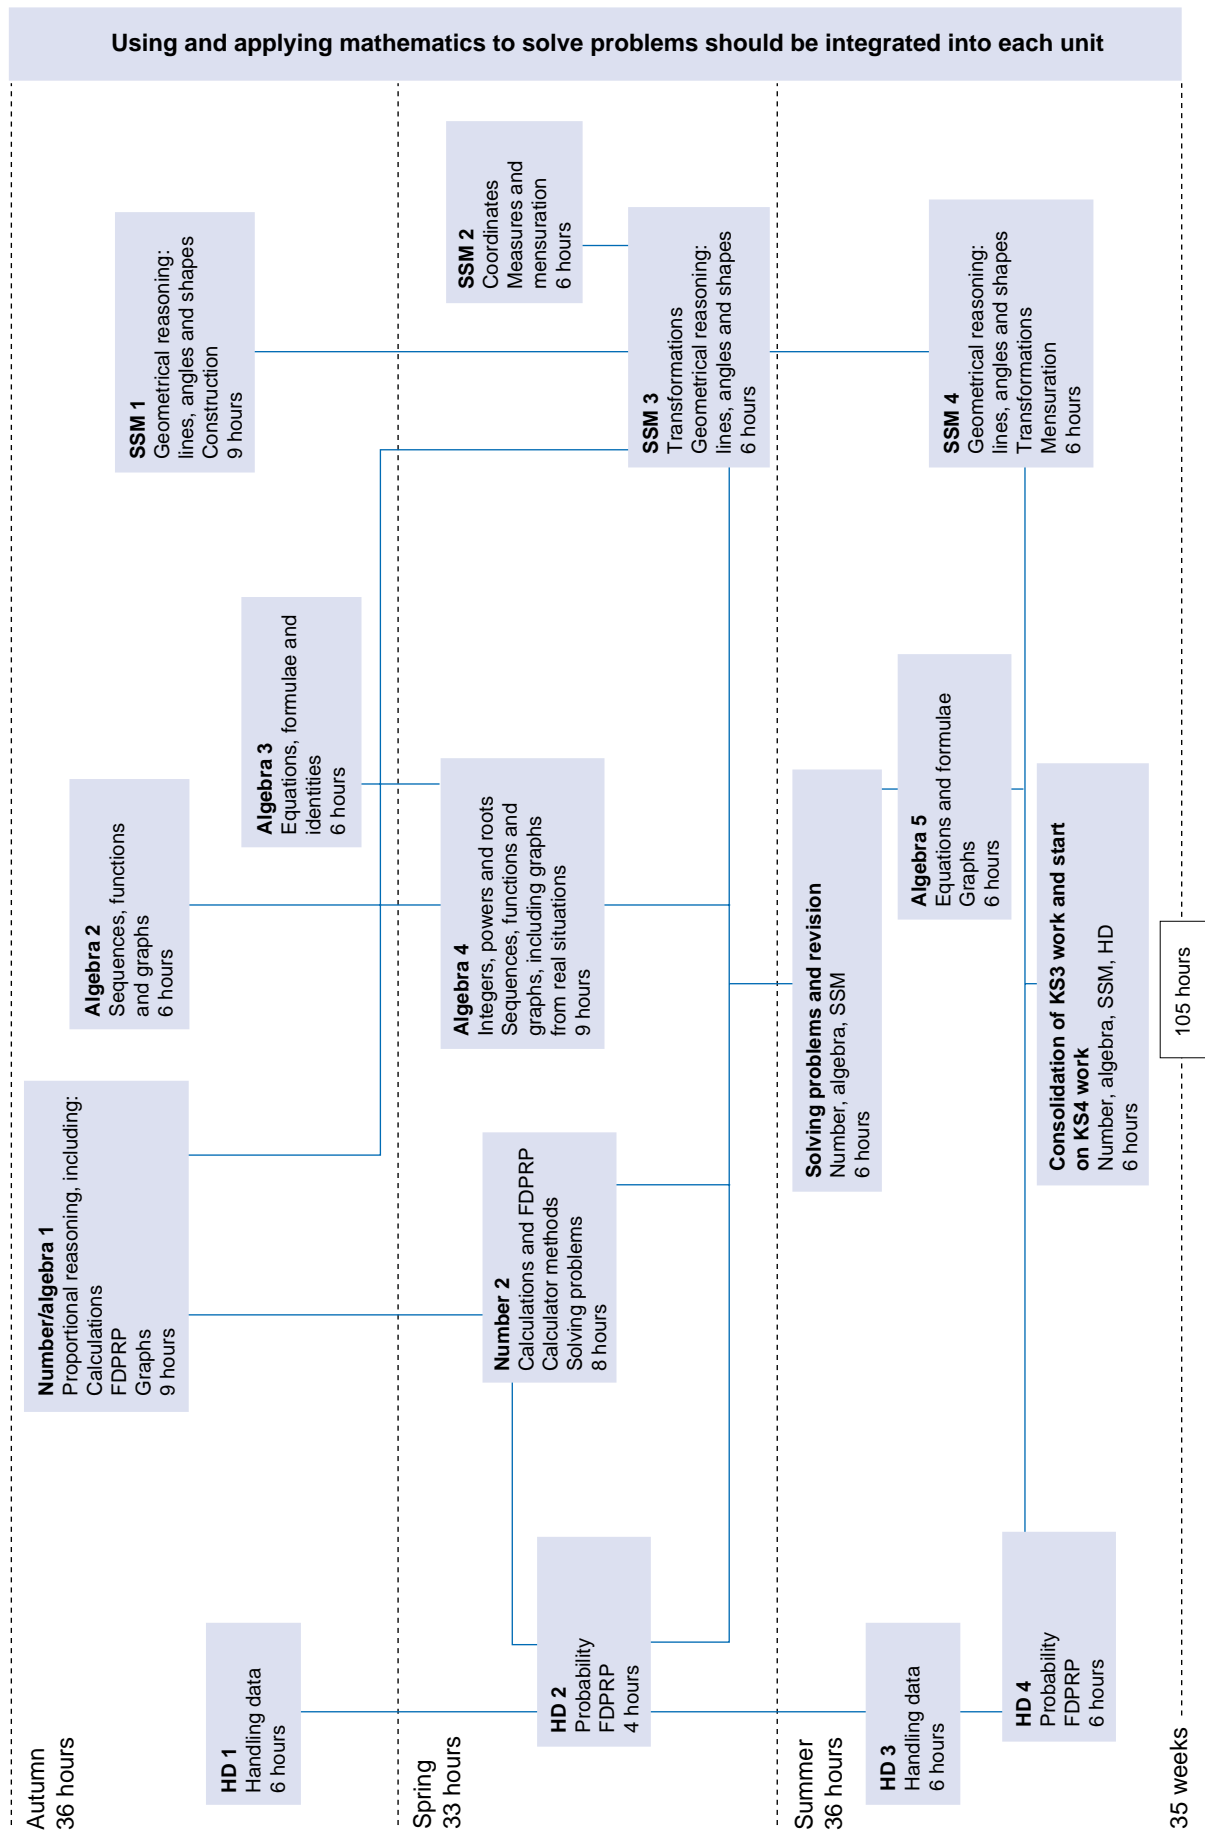 Using and applying mathematics to solve problems should be integrated into each unit
Autumn
36 hours
HD 1
Handling data
6 hours
Number/algebra 1
Proportional reasoning, including:
Calculations
FDPRP
Graphs
9 hours
Algebra 2
Sequences, functions
and graphs
6 hours
Algebra 3
Equations, formulae and
identities
6 hours
SSM 1
Geometrical reasoning:
lines, angles and shapes
Construction
9 hours
Spring
33 hours
HD 2
Probability
FDPRP
4 hours
Number 2
Calculations and FDPRP
Calculator methods
Solving problems
8 hours
Algebra 4
Integers, powers and roots
Sequences, functions and
graphs, including graphs
from real situations
9 hours
SSM 2
Coordinates
Measures and
mensuration
6 hours
SSM 3
Transformations
Geometrical reasoning:
lines, angles and shapes
6 hours
Summer
36 hours
HD 3
Handling data
6 hours
HD 4
Probability
FDPRP
6 hours
Solving problems and revision
Number, algebra, SSM
6 hours
Algebra 5
Equations and formulae
Graphs
6 hours
SSM 4
Geometrical reasoning:
lines, angles and shapes
Transformations
Mensuration
6 hours
Consolidation of KS3 work and start
on KS4 work
Number, algebra, SSM, HD
6 hours
35 weeks
105 hours